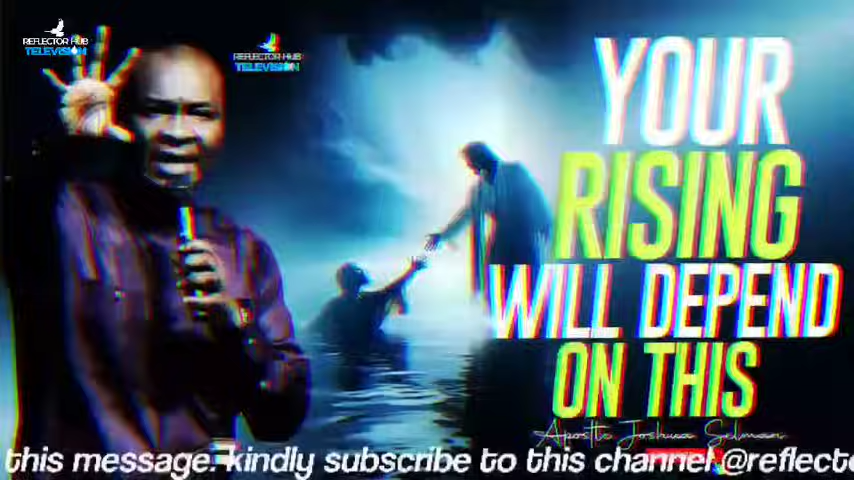 REFLECTOR HUB
TELEVISION
REFLECTOR HUB
TELEVISION
YOUR
RISING
WILL DEPEND
ON THIS
Apostle Joshua Selman
this message. kindly subscribe to this channel @reflecto